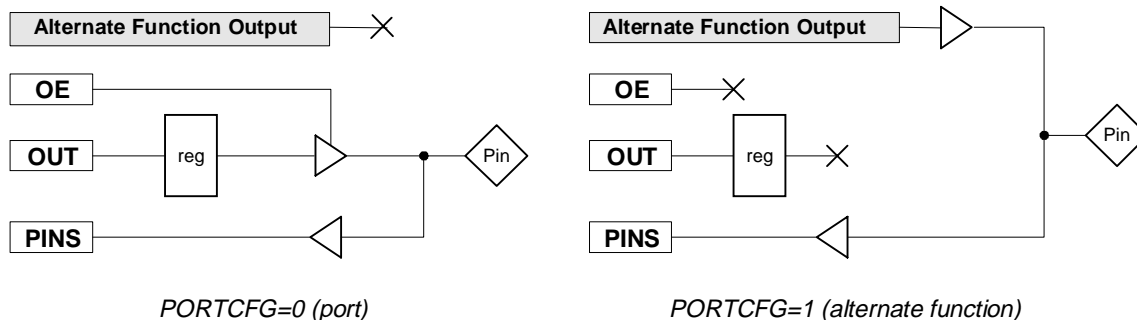 Alternate Function Output
OE
OUT
reg
Pin
PINS
PORTCFG=0 (port)
Alternate Function Output
OE
OUT
reg
Pin
PINS
PORTCFG=1 (alternate function)